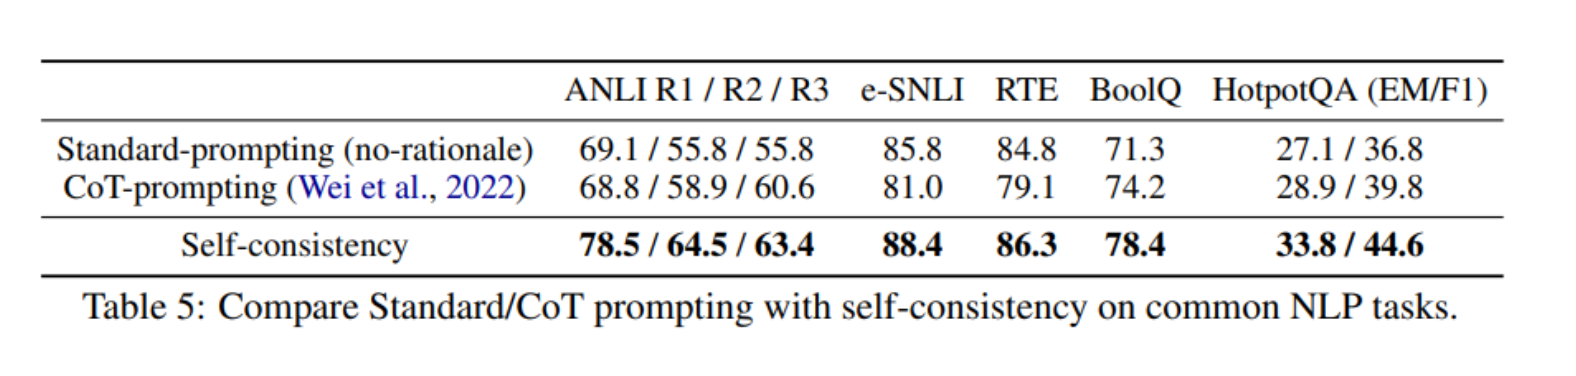 ANLI R1 / R2 / R3 e-SNLI RTE BoolQ HotpotQA (EM/F1)
Standard-prompting (no-rationale) 69.1 / 55.8 / 55.8 85.8 84.8 71.3 27.1 / 36.8
CoT-prompting (Wei et al., 2022) 68.8 / 58.9 / 60.6 81.0 79.1 74.2 28.9 / 39.8
Self-consistency 78.5 / 64.5 / 63.4 88.4 86.3 78.4 33.8 / 44.6
Table 5: Compare Standard/CoT prompting with self-consistency on common NLP tasks.